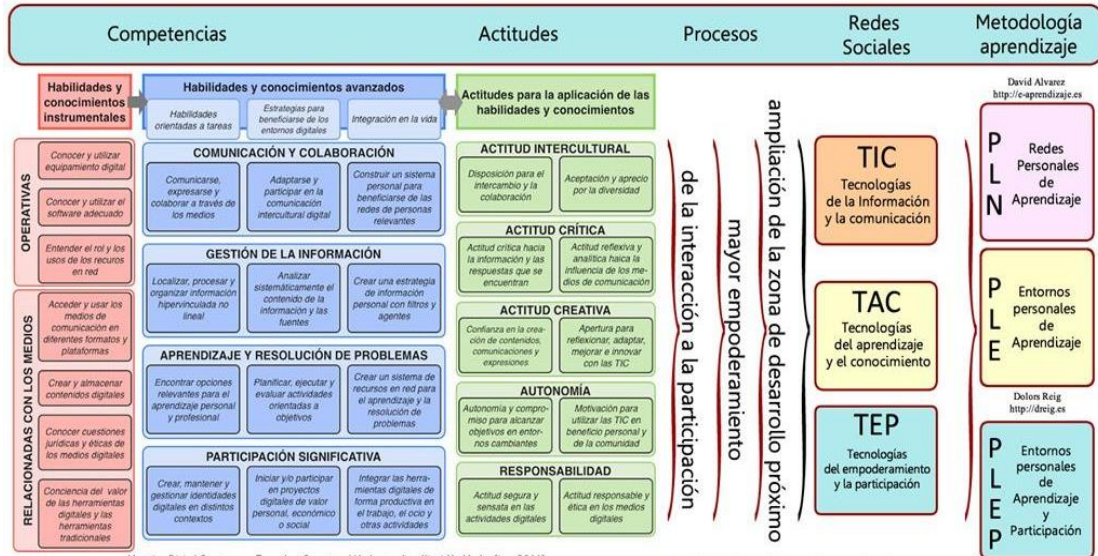 Competencias
Actitudes
Procesos
Redes
Sociales
Metodología
aprendizaje
Habilidades y
conocimientos
instrumentales
Habilidades y conocimientos avanzados
Habilidades
orientadas a tareas
Estrategias para
beneficiarse de los
entornos digitales
Integración en la vida
Actitudes para la aplicación de las
habilidades y conocimientos
OPERATIVAS
Conocer y utilizar
equipamiento digital
Conocer y utilizar el
software adecuado
Entender el rol y los
usos de los recuros
en red
RELACIONADAS CON LOS MEDIOS
Acceder y usar los
medios de
comunicación en
diferentes formatos y
plataformas
Crear y almacenar
contenidos digitales
Conocer cuestiones
jurídicas y éticas de
los medios digitales
Conciencia del valor
de las herramientas
digitales y las
herramientas
tradicionales
COMUNICACIÓN Y COLABORACIÓN
Comunicarse,
expresarse y
colaborar a través de
los medios
Adaptarse y
participar en la
comunicación
intercultural digital
Construir un sistema
personal para
beneficiarse de las
redes de personas
relevantes
GESTIÓN DE LA INFORMACIÓN
Localizar, procesar y
organizar información
hipervinculada no
lineal
Analizar
sistemáticamente el
contenido de la
información y las
fuentes
Crear una estrategia
de información
personal con filtros y
agentes
APRENDIZAJE Y RESOLUCIÓN DE PROBLEMAS
Encontrar opciones
relevantes para el
aprendizaje personal y
profesional
Planificar, ejecutar y
evaluar actividades
orientadas a
objetivos
Crear un sistema de
recursos en red para
el aprendizaje y la
resolución de
problemas
PARTICIPACIÓN SIGNIFICATIVA
Crear, mantener y
gestionar identidades
digitales en distintos
contextos
Iniciar y/o participar
en proyectos
digitales de valor
personal, económico
o social
Integrar las herra-
mientas digitales de
forma productiva en
el trabajo, el ocio y
otras actividades
ACTITUD INTERCULTURAL
Disposición para el
intercambio y la
colaboración
Aceptación y aprecio
por la diversidad
ACTITUD CRÍTICA
Actitud crítica hacia
la información y las
respuestas que se
encuentran
Actitud reflexiva y
analítica haica la
influencia de los me-
dios de comunicación
ACTITUD CREATIVA
Confianza en la crea-
ción de contenidos,
comunicaciones y
expresiones
Apertura para
reflexionar, adaptar,
mejorar e innovar
con las TIC
AUTONOMÍA
Autonomía y compro-
miso para alcanzar
objetivos en entor-
nos cambiantes
Motivación para
utilizar las TIC en
beneficio personal y
de la comunidad
RESPONSABILIDAD
Actitud segura y
sensata en las
actividades digitales
Actitud responsable y
ética en los medios
digitales
de la interacción a la participación
mayor empoderamiento
ampliación de la zona de desarrollo próximo
TIC
Tecnologías
de la Información
y la comunicación
TAC
Tecnologías
del aprendizaje
y el conocimiento
TEP
Tecnologías
del empoderamiento
y la participación
David Alvarez
http://e-aprendizaje.es
PLN
Redes
Personales
de
Aprendizaje
PLE
Entornos
personales
de
Aprendizaje
Dolors Reig
http://dreig.es
PLEP
Entornos
personales
de
Aprendizaje
y
Participación